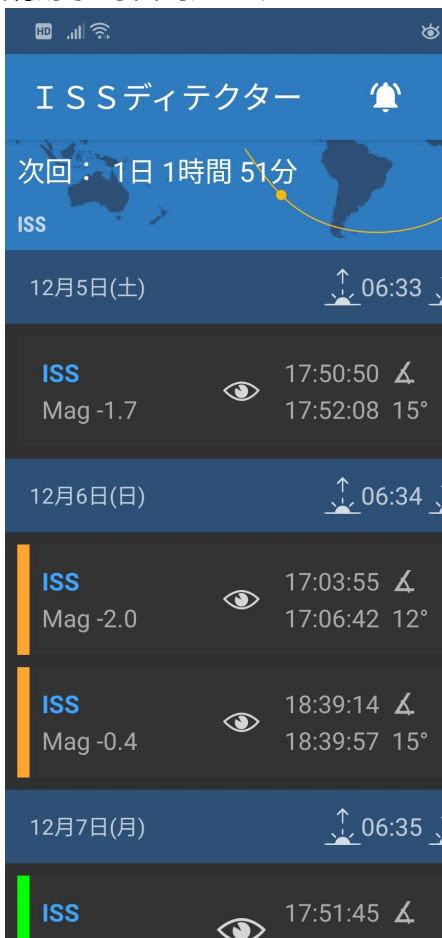 HD
ＩＳＳディテクター
次回： 1日 1時間 51分
ISS
12月5日(土) 06:33
ISS 17:50:50
Mag -1.7 17:52:08 15°
12月6日(日) 06:34
ISS 17:03:55
Mag -2.0 17:06:42 12°
ISS 18:39:14
Mag -0.4 18:39:57 15°
12月7日(月) 06:35
ISS 17:51:45